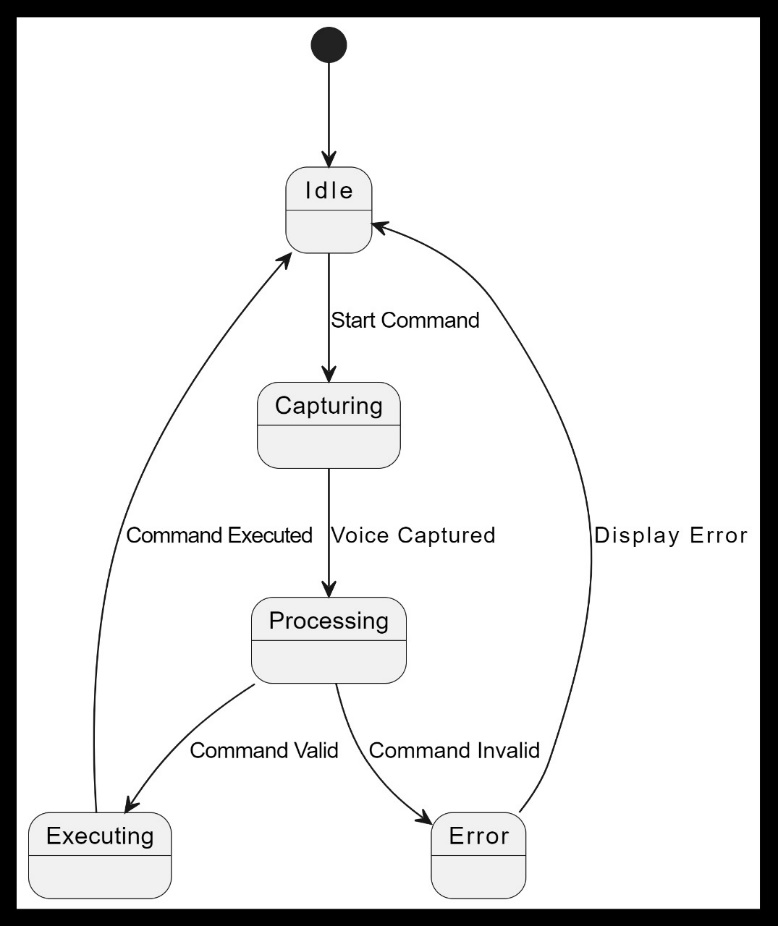 Idle
Start Command
Capturing
Command Executed
Voice Captured
Display Error
Processing
Command Valid
Command Invalid
Executing
Error